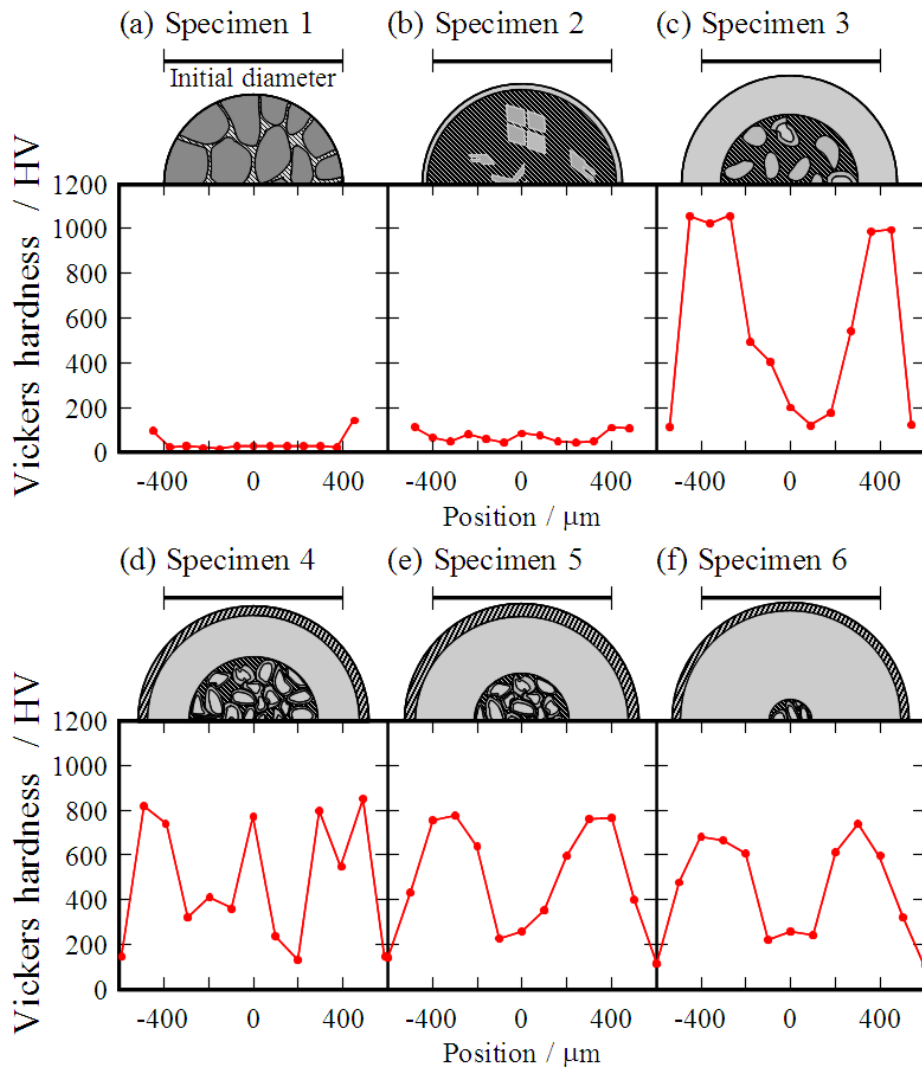 (a) Specimen 1
(b) Specimen 2
(c) Specimen 3
Initial diameter
Vickers hardness / HV
1200
1000
800
600
400
200
0
-400 0 400
-400 0 400
-400 0 400
Position / μm
(d) Specimen 4
(e) Specimen 5
(f) Specimen 6
Vickers hardness / HV
1200
1000
800
600
400
200
0
-400 0 400
-400 0 400
-400 0 400
Position / μm